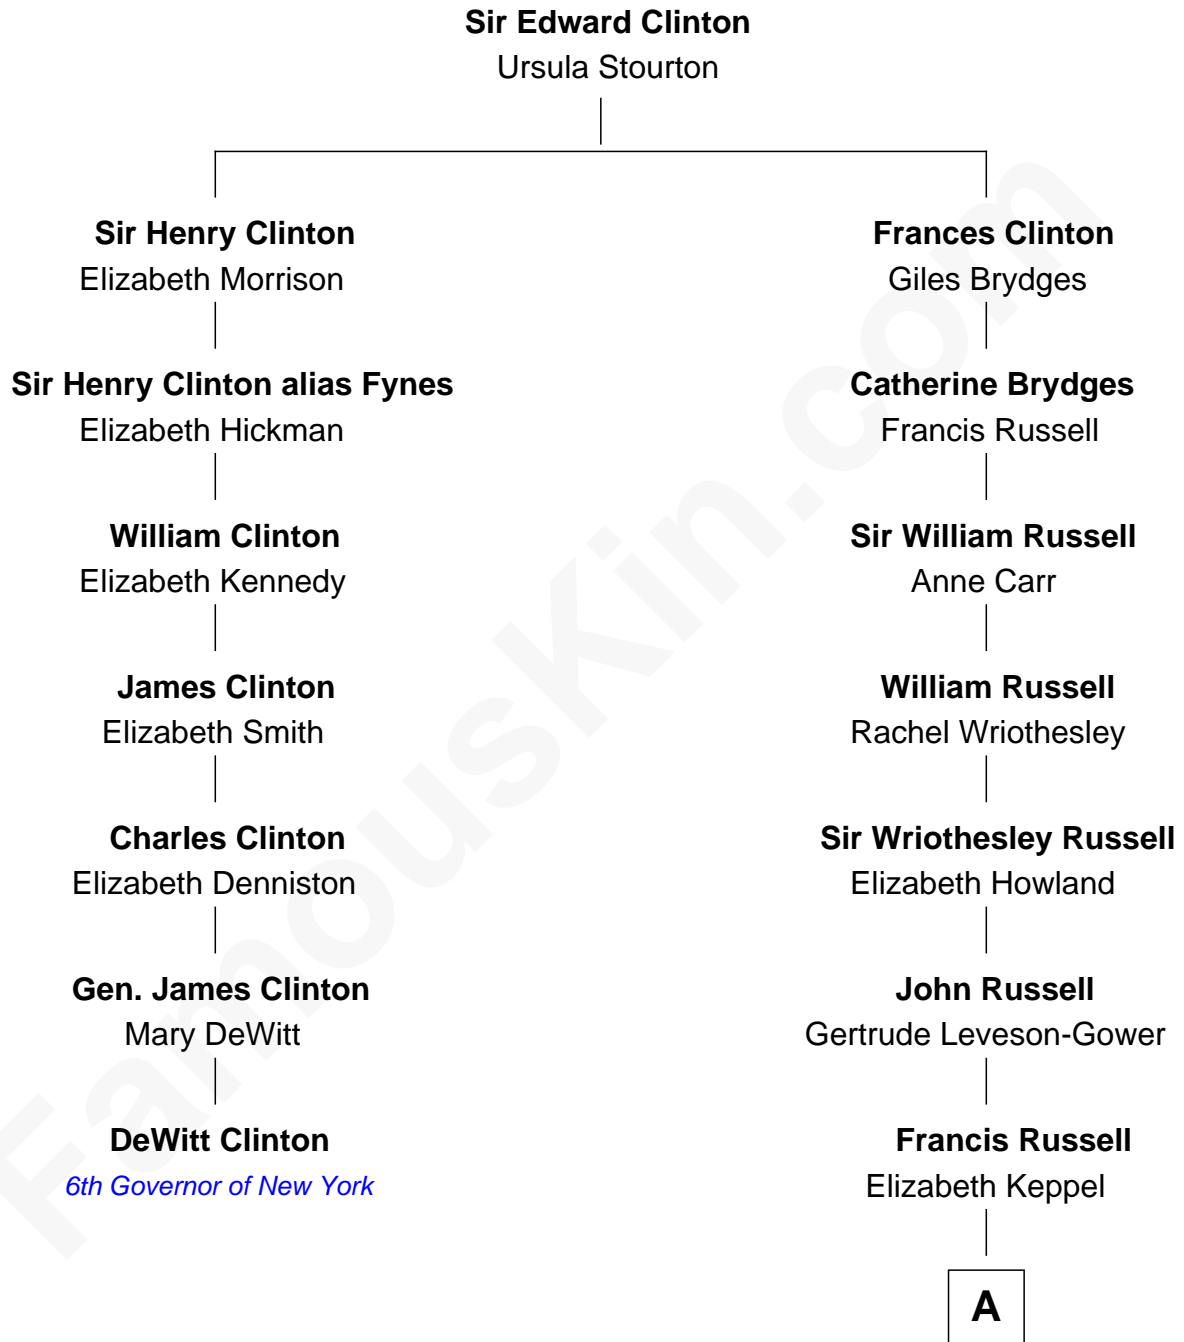 Sir Edward Clinton
Ursula Stourton
Sir Henry Clinton
Elizabeth Morrison
Sir Henry Clinton alias Fynes
Elizabeth Hickman
William Clinton
Elizabeth Kennedy
James Clinton
Elizabeth Smith
Charles Clinton
Elizabeth Denniston
Gen. James Clinton
Mary DeWitt
DeWitt Clinton
6th Governor of New York
Frances Clinton
Giles Brydges
Catherine Brydges
Francis Russell
Sir William Russell
Anne Carr
William Russell
Rachel Wriothesley
Sir Wriothesley Russell
Elizabeth Howland
John Russell
Gertrude Leveson-Gower
Francis Russell
Elizabeth Keppel
A
FamousKin.com